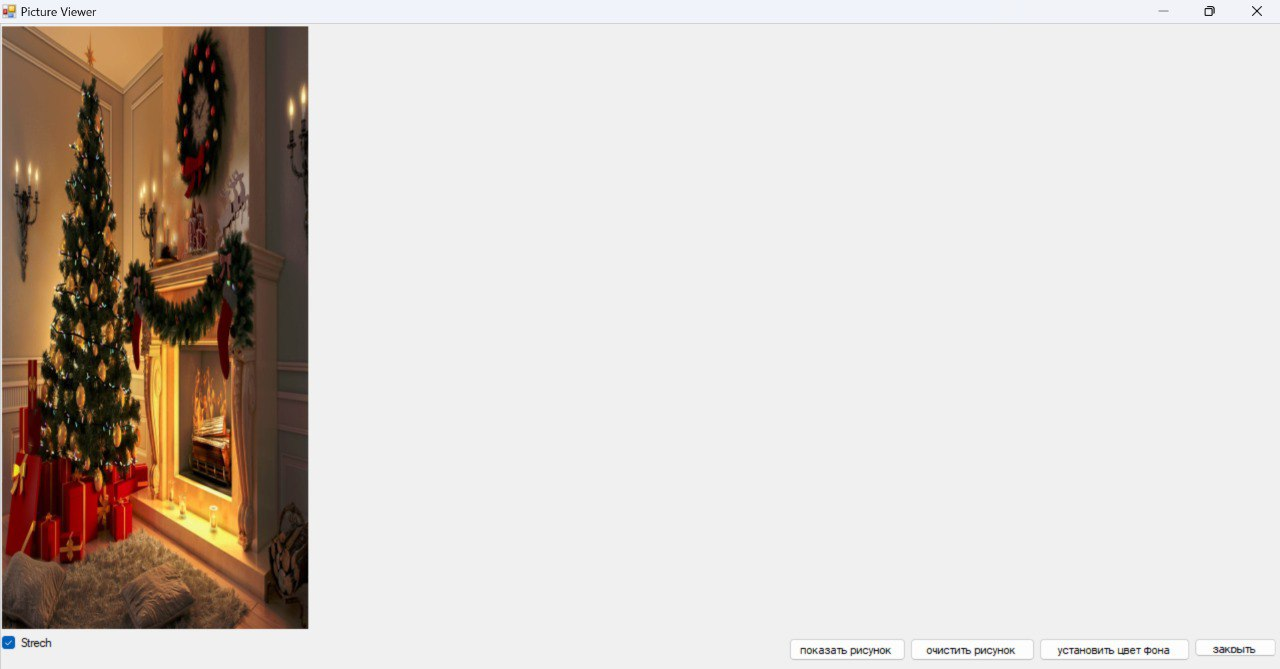 Picture Viewer
Strech
показать рисунок
очистить рисунок
установить цвет фона
закрыть